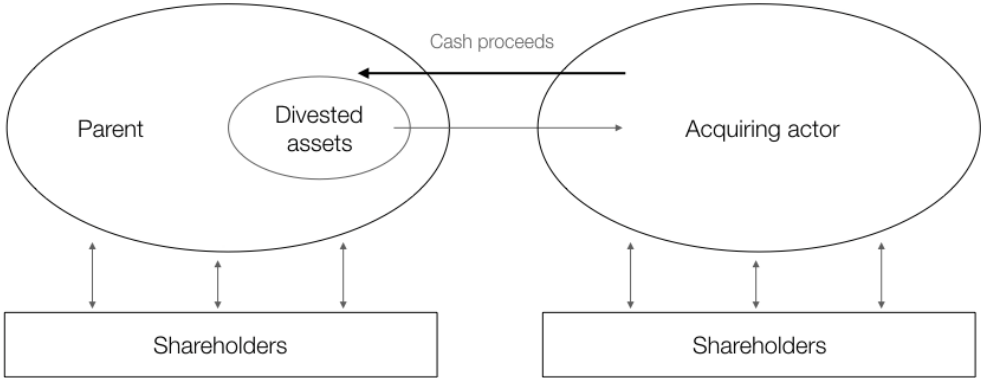 Cash proceeds
Parent
Divested
assets
Acquiring actor
Shareholders
Shareholders